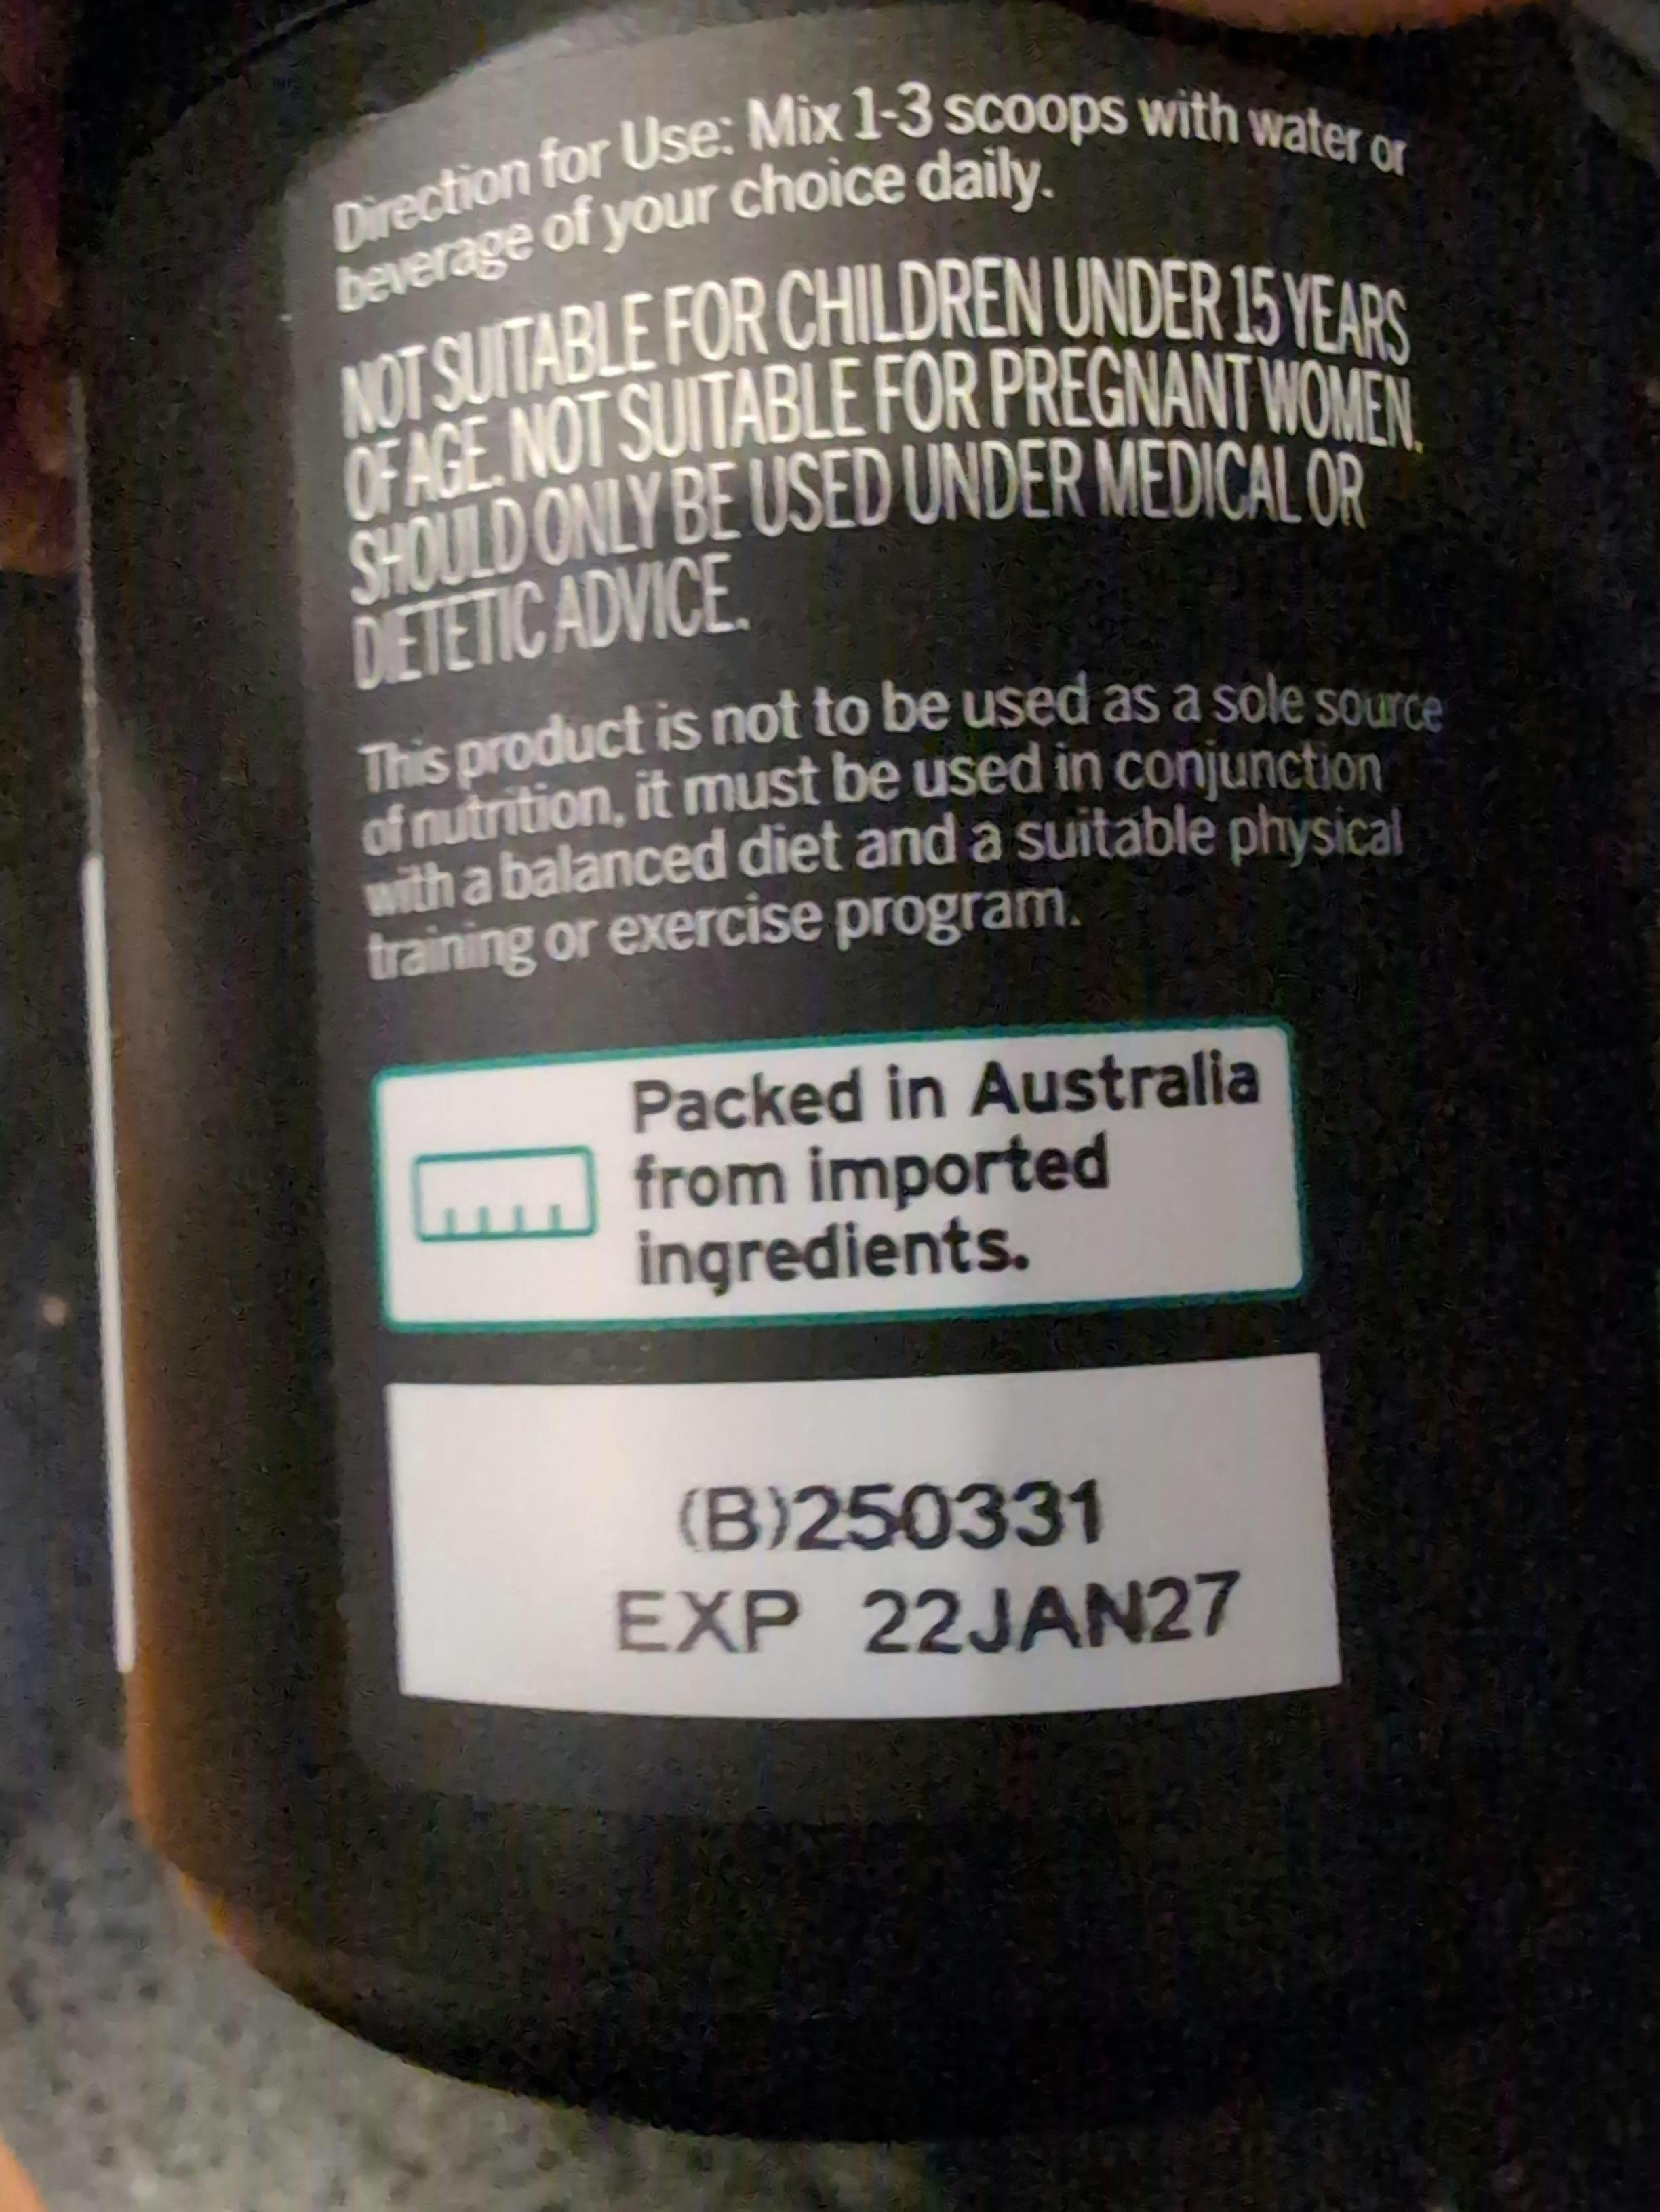 Direction for Use: Mix 1-3 scoops with water or
beverage of your choice daily.
NOT SUITABLE FOR CHILDREN UNDER 15 YEARS
OF AGE. NOT SUITABLE FOR PREGNANT WOMEN.
SHOULD ONLY BE USED UNDER MEDICAL OR
DIETETIC ADVICE.
This product is not to be used as a sole source
of nutrition, it must be used in conjunction
with a balanced diet and a suitable physical
training or exercise program.
Packed in Australia
from imported
ingredients.
(B)250331
EXP 22JAN27